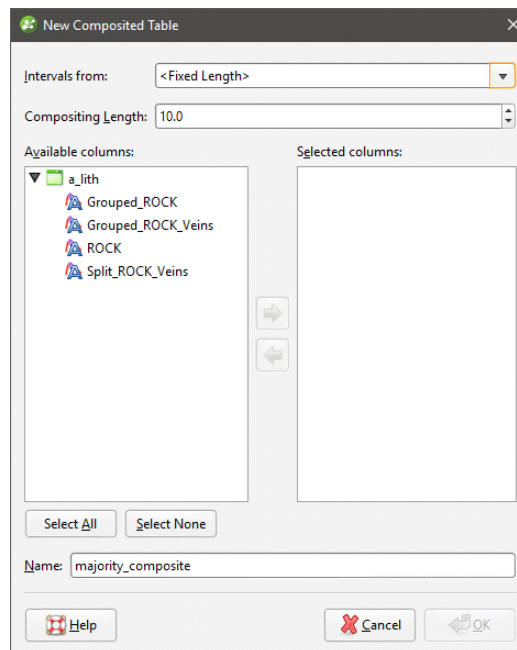 New Composited Table
Intervals from: <Fixed Length>
Compositing Length: 10.0
Available columns: Selected columns:
a_lith
Grouped_ROCK
Grouped_ROCK_Veins
ROCK
Split_ROCK_Veins
Select All Select None
Name: majority_composite
Help Cancel OK